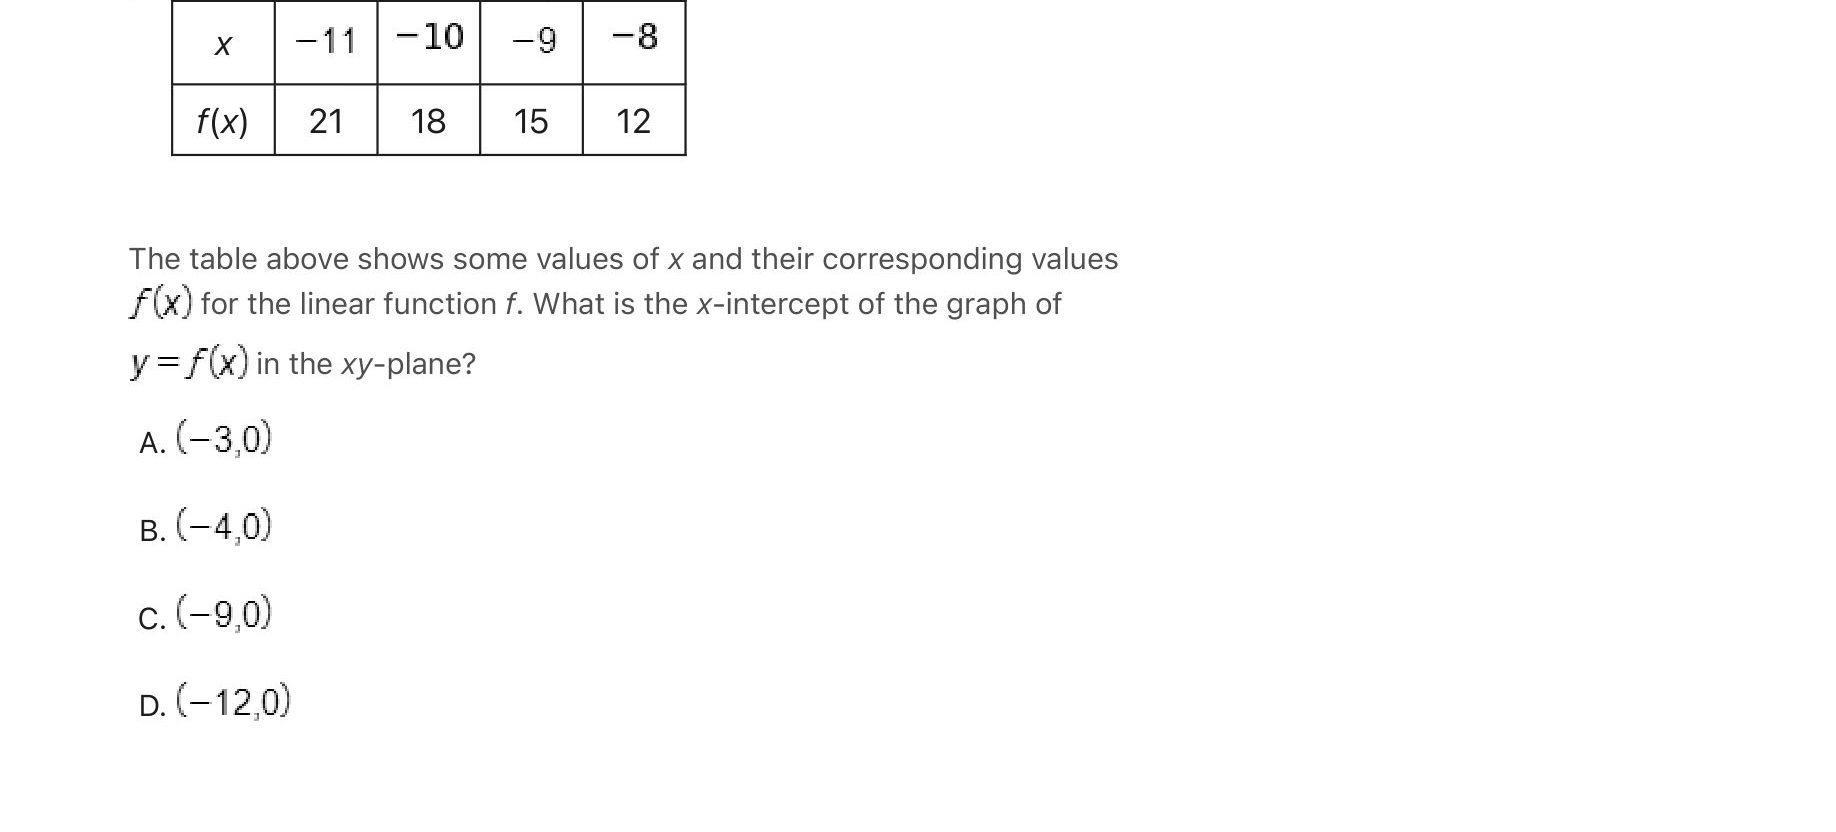 x −11 −10 −9 −8
f(x) 21 18 15 12
The table above shows some values of x and their corresponding values
f(x) for the linear function f. What is the x-intercept of the graph of
y=f(x) in the xy-plane?
A. (−3,0)
B. (−4,0)
C. (−9,0)
D. (−12,0)